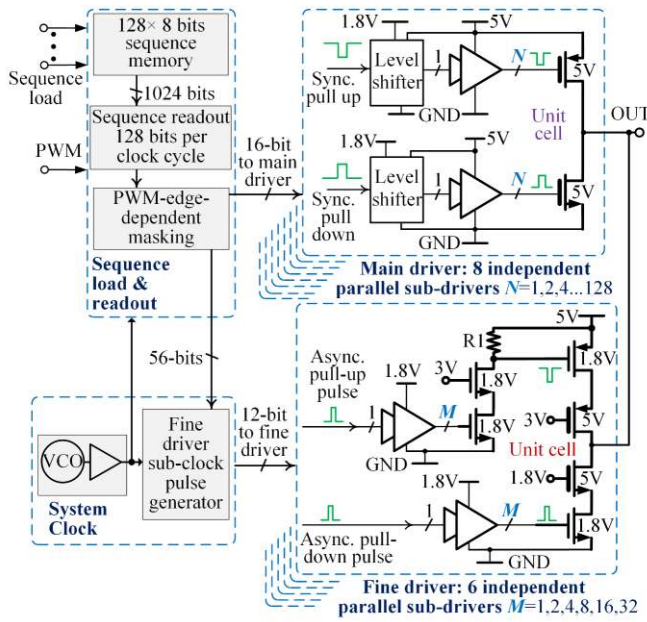 128× 8 bits
sequence
memory
Sequence
load
1024 bits
Sequence readout
128 bits per
clock cycle
PWM
PWM-edge-
dependent
masking
Sequence
load & 
readout
16-bit
to main
driver
1.8V
5V
Sync.
pull up
Level
shifter
1
N
GND
5V
Unit
cell
OUT
1.8V
5V
Sync.
pull
down
Level
shifter
1
N
GND
5V
Main driver: 8 independent
parallel sub-drivers N=1,2,4...128
56-bits
VCO
System
Clock
Fine
driver
sub-clock
pulse
generator
12-bit
to fine
driver
Async.
pull-up
pulse
1
1.8V
M
GND
R1
3V
1.8V
1.8V
5V
1.8V
3V
5V
Unit cell
1.8V
5V
1.8V
Async. pull-
down pulse
1
1.8V
M
GND
Fine driver: 6 independent
parallel sub-drivers M=1,2,4,8,16,32